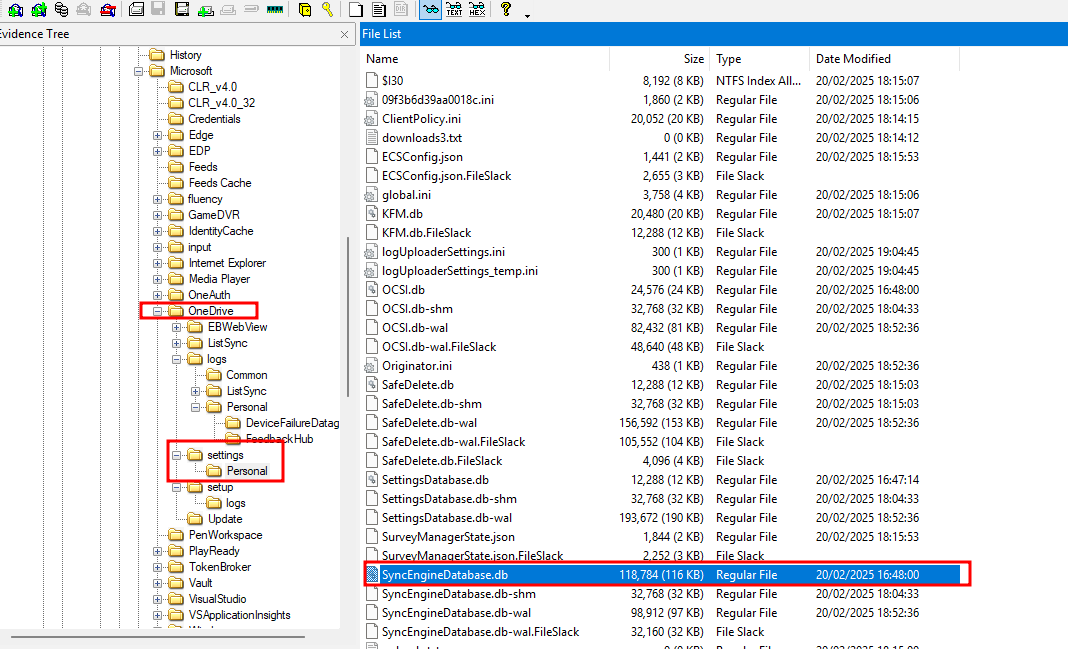 TEXT HEX
Evidence Tree
File List
History
Microsoft
CLR_v4.0
CLR_v4.0_32
Credentials
Edge
EDP
Feeds
Feeds Cache
fluency
GameDVR
IdentityCache
input
Internet Explorer
Media Player
OneAuth
OneDrive
EBWebView
ListSync
logs
Common
ListSync
Personal
DeviceFailureDatag
FeedbackHub
settings
Personal
setup
logs
Update
PenWorkspace
PlayReady
TokenBroker
Vault
VisualStudio
VSApplicationInsights
Name Size Type Date Modified
$I30 8,192 (8 KB) NTFS Index All... 20/02/2025 18:15:07
09f3b6d39aa0018c.ini 1,860 (2 KB) Regular File 20/02/2025 18:15:06
ClientPolicy.ini 20,052 (20 KB) Regular File 20/02/2025 18:14:15
downloads3.txt 0 (0 KB) Regular File 20/02/2025 18:14:12
ECSConfig.json 1,441 (2 KB) Regular File 20/02/2025 18:15:53
ECSConfig.json.FileSlack 2,655 (3 KB) File Slack
global.ini 3,758 (4 KB) Regular File 20/02/2025 18:15:06
KFM.db 20,480 (20 KB) Regular File 20/02/2025 18:15:07
KFM.db.FileSlack 12,288 (12 KB) File Slack
logUploaderSettings.ini 300 (1 KB) Regular File 20/02/2025 19:04:45
logUploaderSettings_temp.ini 300 (1 KB) Regular File 20/02/2025 19:04:45
OCSI.db 24,576 (24 KB) Regular File 20/02/2025 16:48:00
OCSI.db-shm 32,768 (32 KB) Regular File 20/02/2025 18:04:33
OCSI.db-wal 82,432 (81 KB) Regular File 20/02/2025 18:52:36
OCSI.db-wal.FileSlack 48,640 (48 KB) File Slack
Originator.ini 438 (1 KB) Regular File 20/02/2025 18:52:36
SafeDelete.db 12,288 (12 KB) Regular File 20/02/2025 18:15:03
SafeDelete.db-shm 32,768 (32 KB) Regular File 20/02/2025 18:15:03
SafeDelete.db-wal 156,592 (153 KB) Regular File 20/02/2025 18:52:36
SafeDelete.db-wal.FileSlack 105,552 (104 KB) File Slack
SafeDelete.db.FileSlack 4,096 (4 KB) File Slack
SettingsDatabase.db 12,288 (12 KB) Regular File 20/02/2025 16:47:14
SettingsDatabase.db-shm 32,768 (32 KB) Regular File 20/02/2025 18:04:33
SettingsDatabase.db-wal 193,672 (190 KB) Regular File 20/02/2025 18:52:36
SurveyManagerState.json 1,844 (2 KB) Regular File 20/02/2025 18:15:53
SurveyManagerState.json.FileSlack 2,252 (3 KB) File Slack
SyncEngineDatabase.db 118,784 (116 KB) Regular File 20/02/2025 16:48:00
SyncEngineDatabase.db-shm 32,768 (32 KB) Regular File 20/02/2025 18:04:33
SyncEngineDatabase.db-wal 98,912 (97 KB) Regular File 20/02/2025 18:52:36
SyncEngineDatabase.db-wal.FileSlack 32,160 (32 KB) File Slack